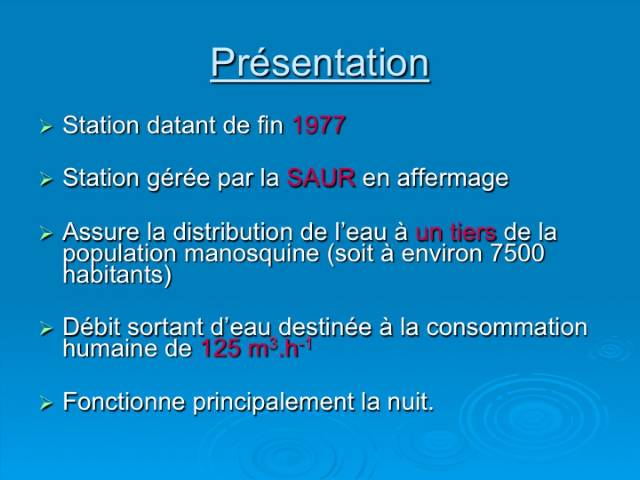 Présentation
Station datant de fin 1977
Station gérée par la SAUR en affermage
Assure la distribution de l’eau à un tiers de la
population manosquine (soit à environ 7500
habitants)
Débit sortant d’eau destinée à la consommation
humaine de 125 m³.h⁻¹
Fonctionne principalement la nuit.